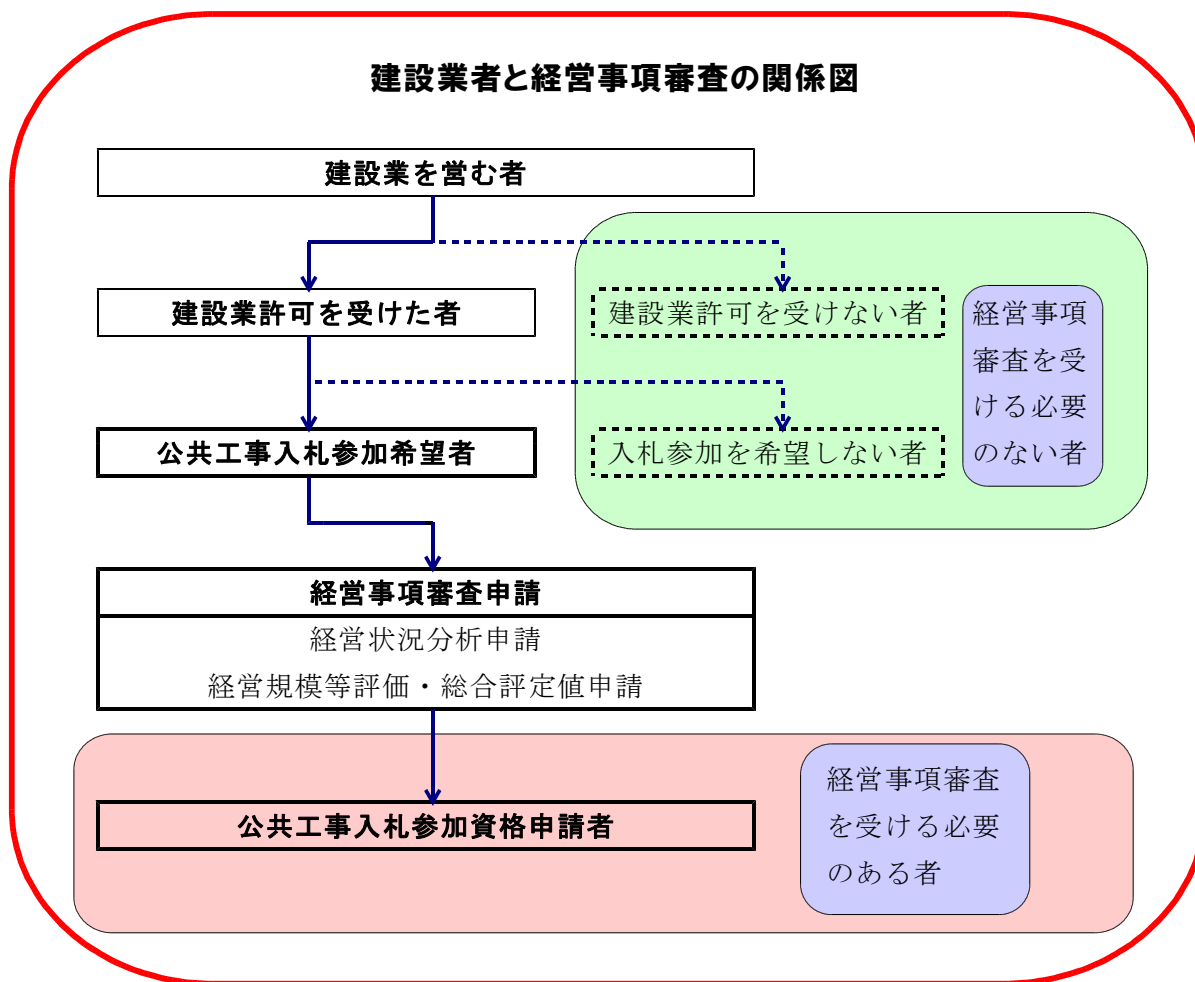 建設業者と経営事項審査の関係図
建設業を営む者
建設業許可を受けた者
建設業許可を受けない者
経営事項
審査を受
ける必要
のない者
公共工事入札参加希望者
入札参加を希望しない者
経営事項審査申請
経営状況分析申請
経営規模等評価・総合評定値申請
公共工事入札参加資格申請者
経営事項審査
を受ける必要
のある者